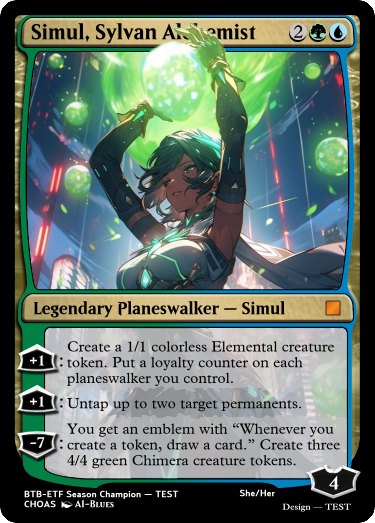 Simul, Sylvan Alchemist 2
Legendary Planeswalker — Simul
+1: Create a 1/1 colorless Elemental creature
token. Put a loyalty counter on each
planeswalker you control.
+1: Untap up to two target permanents.
-7: You get an emblem with “Whenever you
create a token, draw a card.” Create three
4/4 green Chimera creature tokens.
4
BTB-ETF Season Champion — TEST She/Her
CHOAS AI-Blues Design — TEST